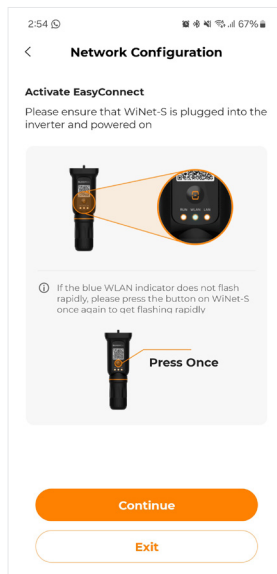 2:54
67%
Network Configuration
Activate EasyConnect
Please ensure that WiNet-S is plugged into the
inverter and powered on
RUN WLAN LAN
If the blue WLAN indicator does not flash
rapidly, please press the button on WiNet-S
once again to get flashing rapidly
Press Once
Continue
Exit